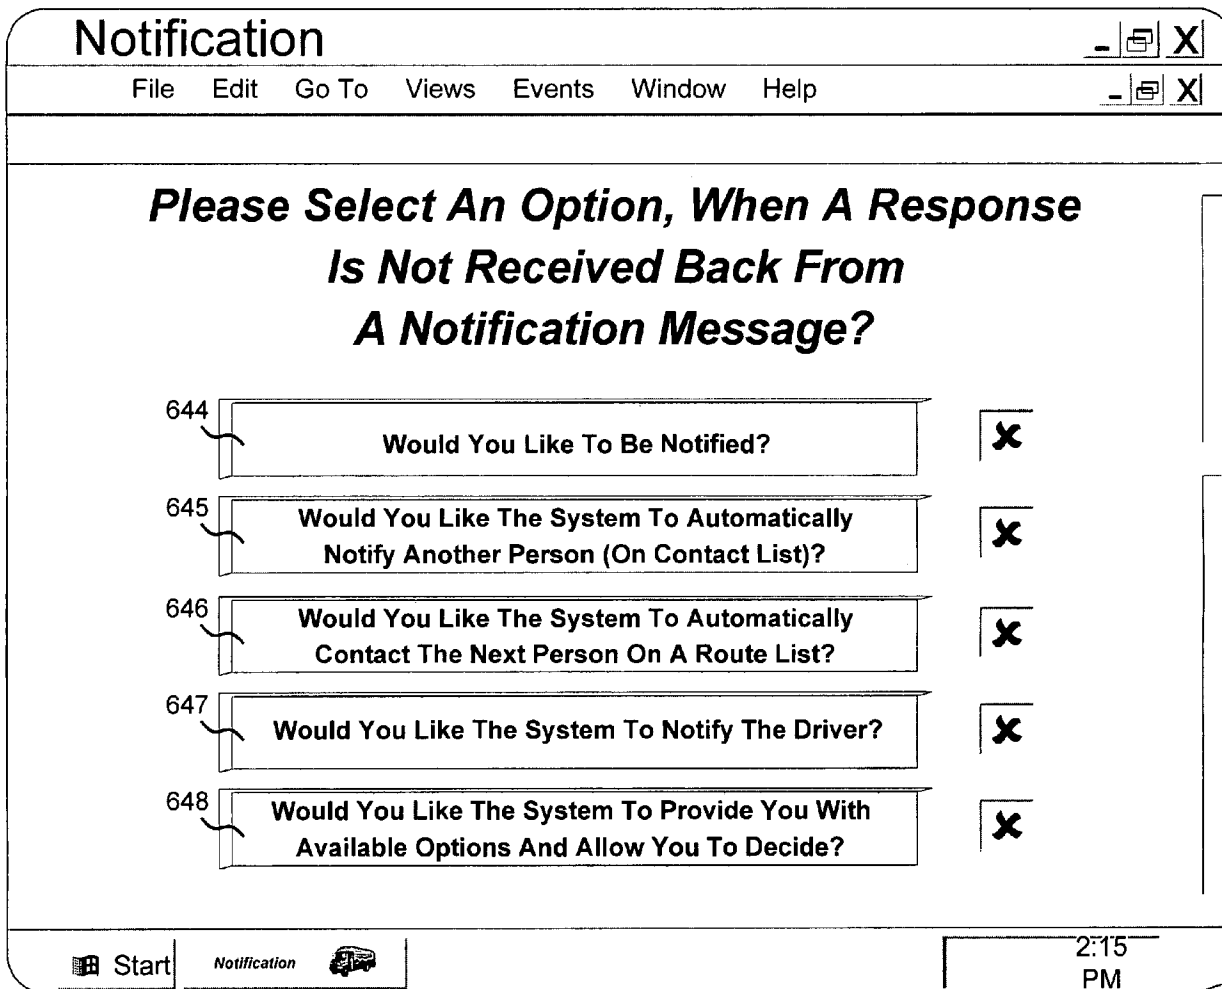 Notification
File Edit Go To Views Events Window Help
Please Select An Option, When A Response
Is Not Received Back From
A Notification Message?
644
Would You Like To Be Notified?
645
Would You Like The System To Automatically
Notify Another Person (On Contact List)?
646
Would You Like The System To Automatically
Contact The Next Person On A Route List?
647
Would You Like The System To Notify The Driver?
648
Would You Like The System To Provide You With
Available Options And Allow You To Decide?
Start Notification 2:15
PM